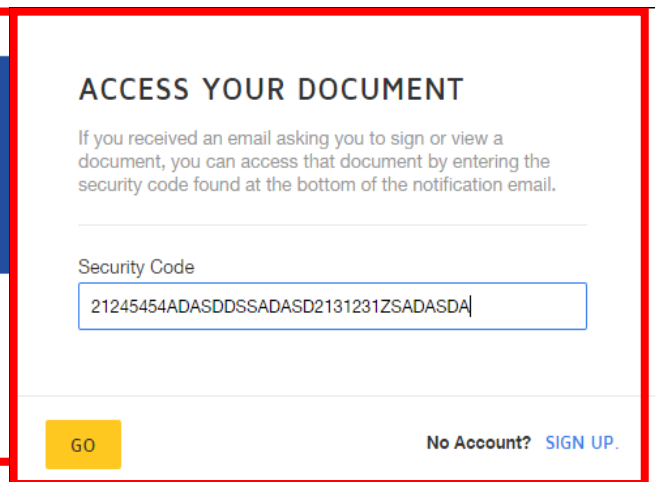 ACCESS YOUR DOCUMENT
If you received an email asking you to sign or view a
document, you can access that document by entering the
security code found at the bottom of the notification email.
Security Code
21245454ADASDDSSADASD2131231ZSADASDA
GO
No Account? SIGN UP.